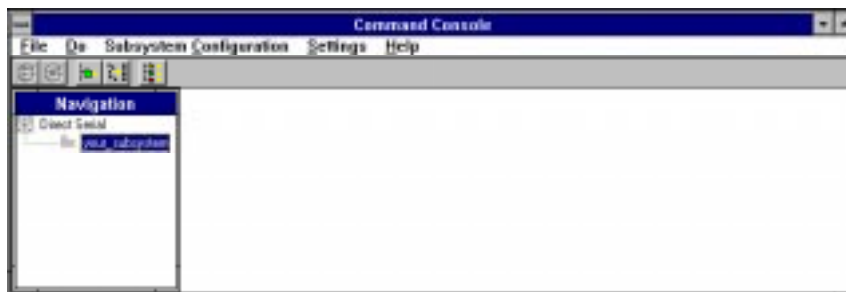 Command Console
File Do Subsystem Configuration Settings Help
Navigation
Direct Serial
your_subsystem